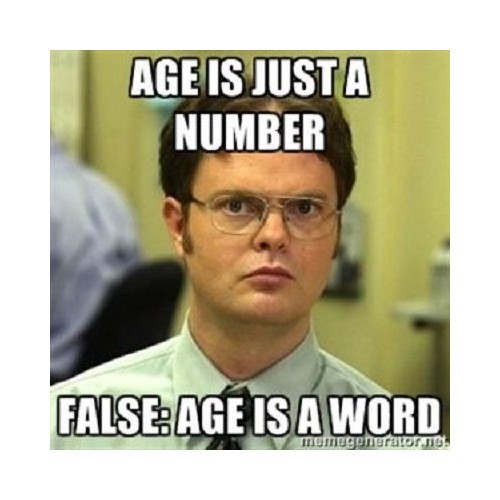 AGE IS JUST A
NUMBER
FALSE: AGE IS A WORD
memegenerator.net